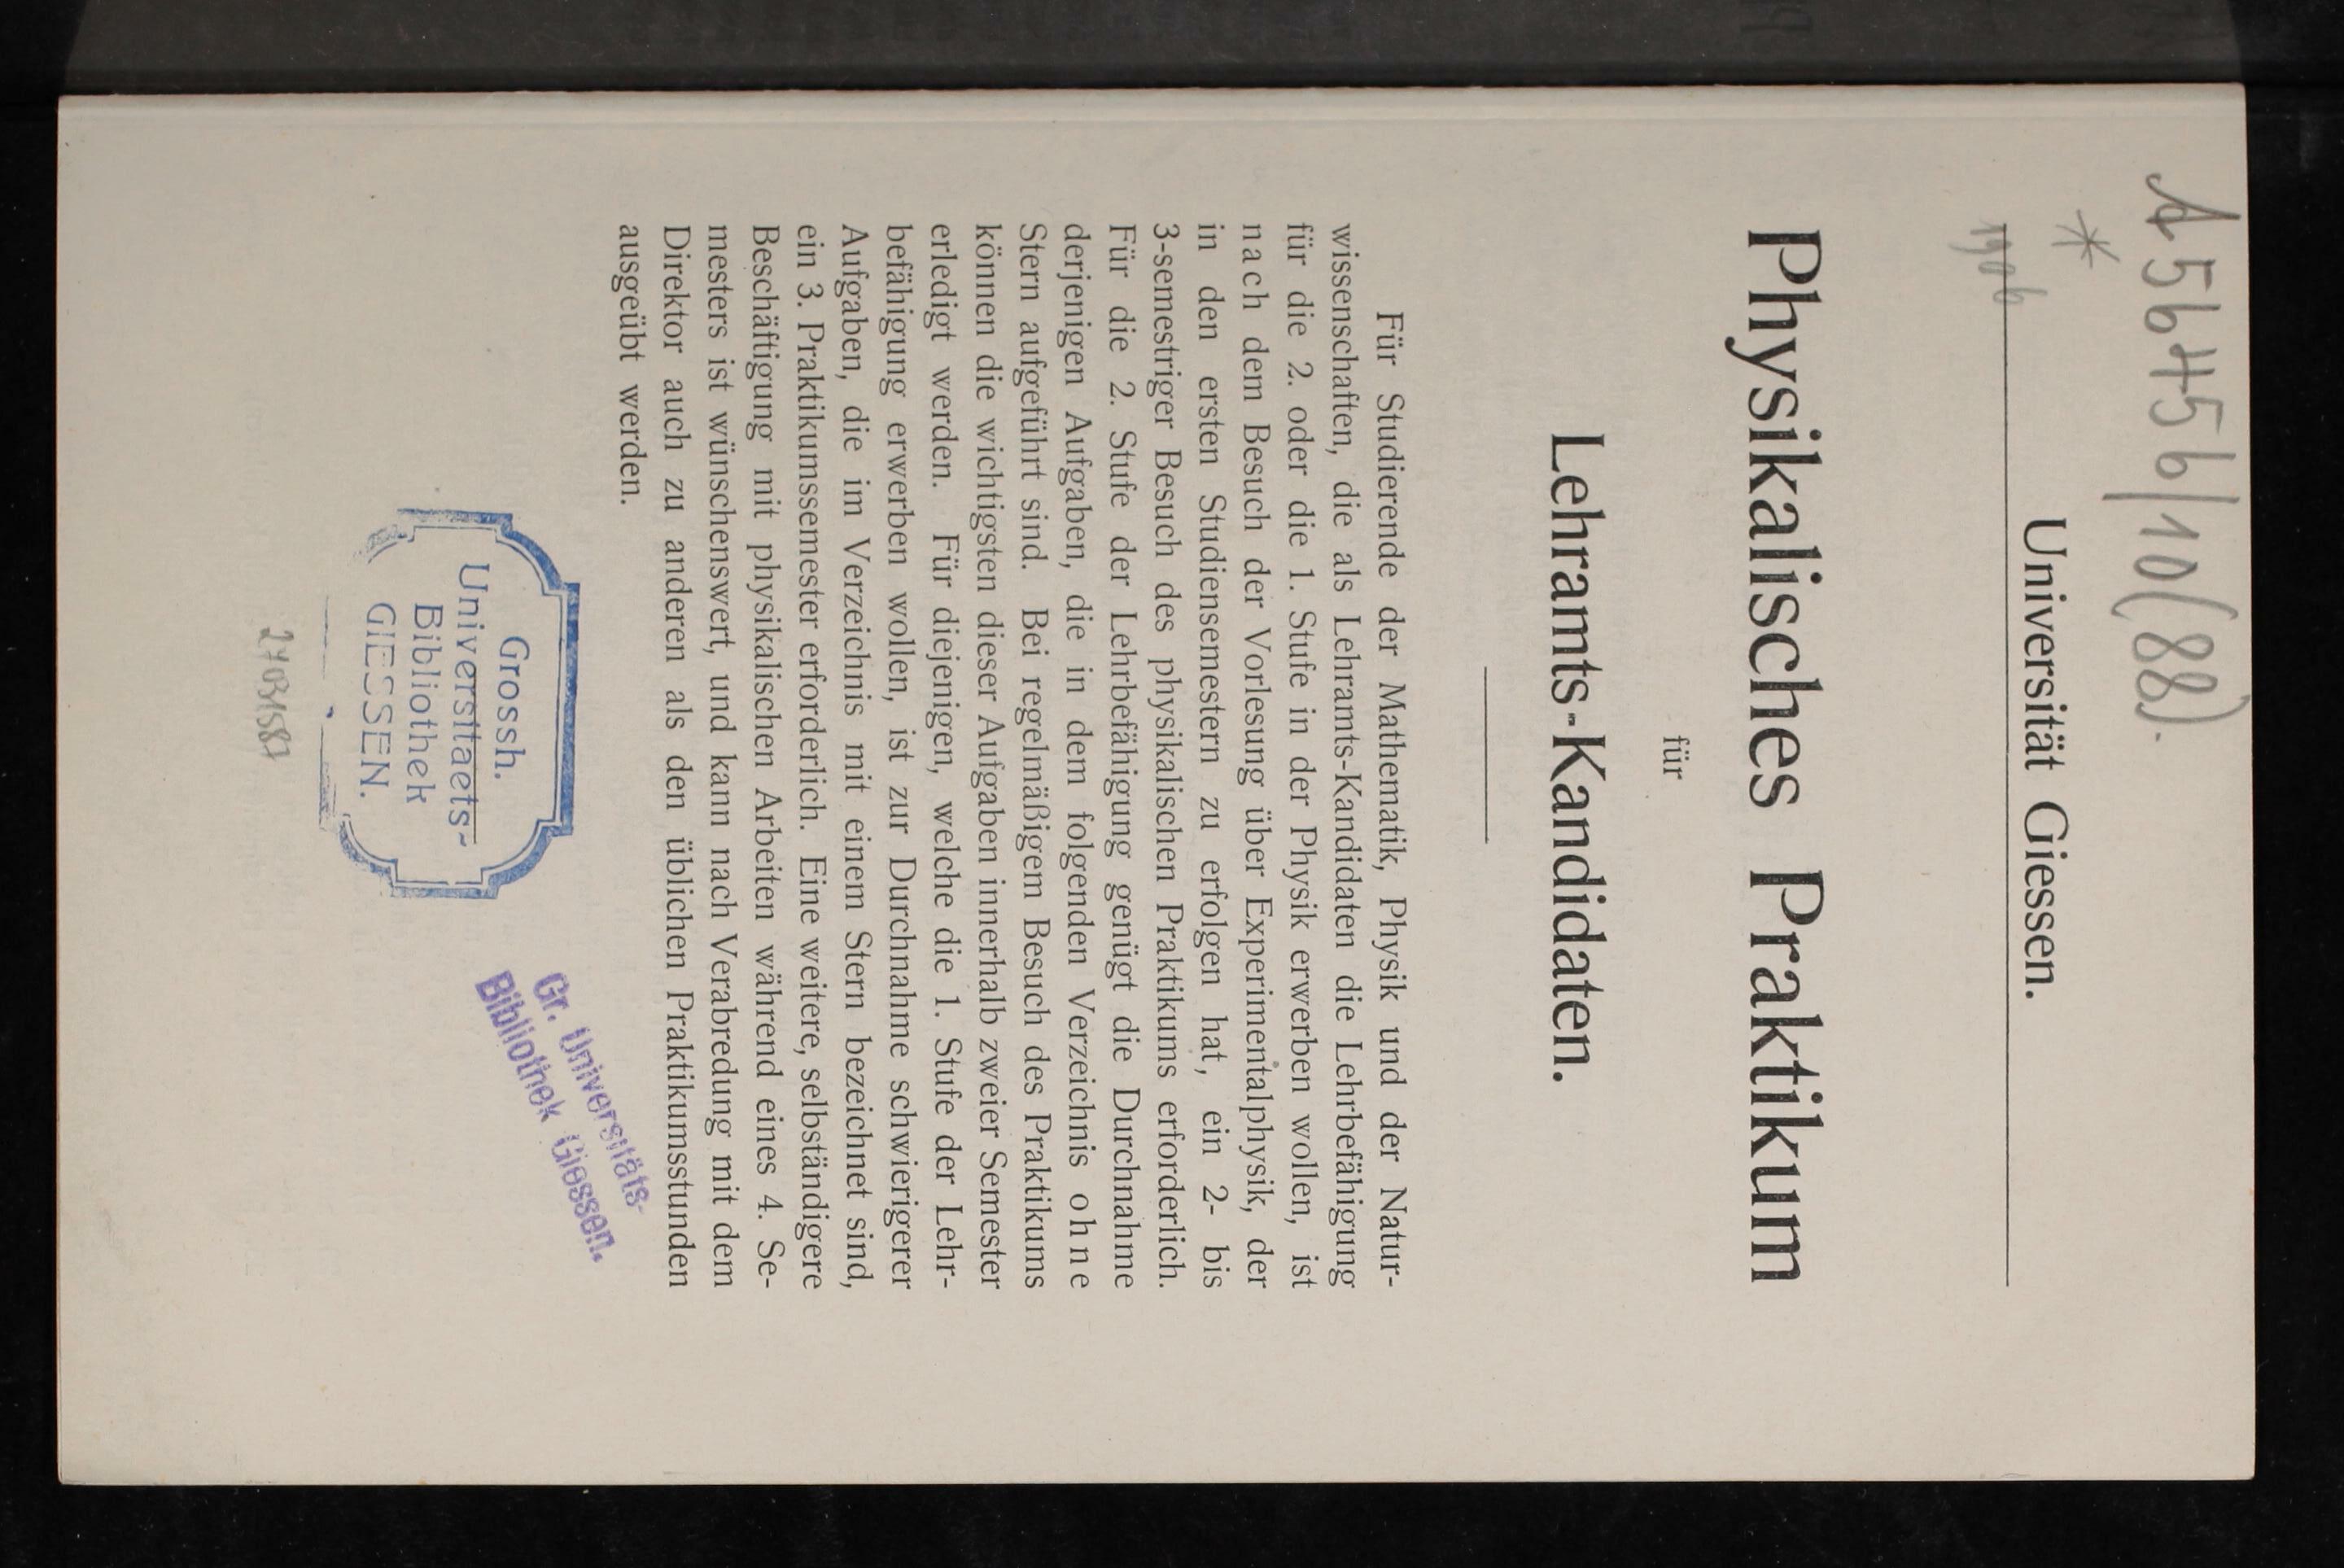 A 56 456/10(88).
*
Universität Giessen.
1906
Physikalisches Praktikum
für
Lehramts-Kandidaten.
Für Studierende der Mathematik, Physik und der Natur-
wissenschaften, die als Lehramts-Kandidaten die Lehrbefähigung
für die 2. oder die 1. Stufe in der Physik erwerben wollen, ist
nach dem Besuch der Vorlesung über Experimentalphysik, der
in den ersten Studiensemestern zu erfolgen hat, ein 2- bis
3-semestriger Besuch des physikalischen Praktikums erforderlich.
Für die 2. Stufe der Lehrbefähigung genügt die Durchnahme
derjenigen Aufgaben, die in dem folgenden Verzeichnis ohne
Stern aufgeführt sind. Bei regelmäßigem Besuch des Praktikums
können die wichtigsten dieser Aufgaben innerhalb zweier Semester
erledigt werden. Für diejenigen, welche die 1. Stufe der Lehr-
befähigung erwerben wollen, ist zur Durchnahme schwierigerer
Aufgaben, die im Verzeichnis mit einem Stern bezeichnet sind,
ein 3. Praktikumssemester erforderlich. Eine weitere, selbständigere
Beschäftigung mit physikalischen Arbeiten während eines 4. Se-
mesters ist wünschenswert, und kann nach Verabredung mit dem
Direktor auch zu anderen als den üblichen Praktikumsstunden
ausgeübt werden.
Gr. Universitäts-
Bibliothek Giessen.
Grossh.
Universitaets-
Bibliothek
GIESSEN.